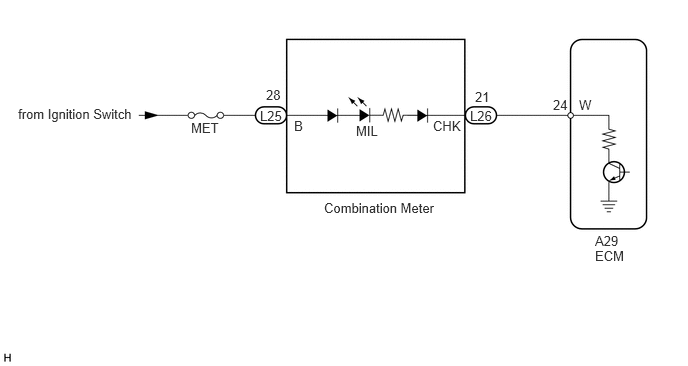 from Ignition Switch
MET
28
L25
B
MIL
CHK
21
L26
24
W
Combination Meter
A29
ECM
H